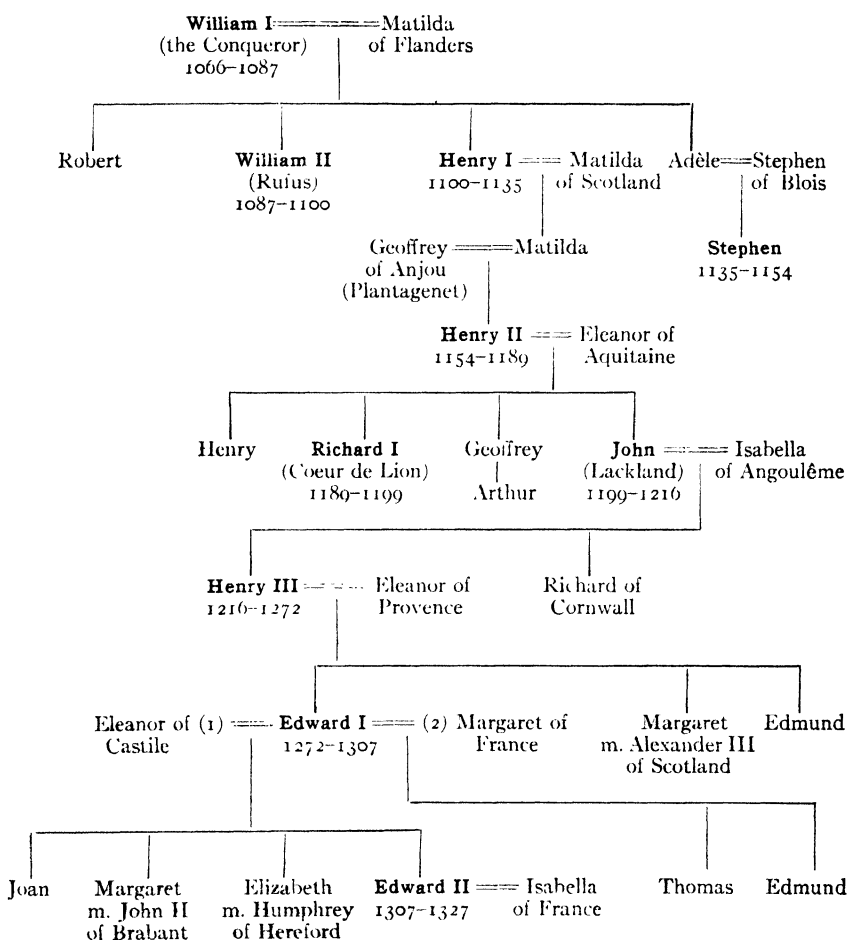 William I Matilda
(the Conqueror) of Flanders
1066–1087
Robert William II Henry I Matilda Adèle Stephen
(Rufus) 1100–1135 of Scotland of Blois
1087–1100
Geoffrey Matilda Stephen
of Anjou 1135–1154
(Plantagenet)
Henry II Eleanor of
1154–1189 Aquitaine
Henry Richard I Geoffrey John Isabella
(Coeur de Lion) (Lackland) of Angoulême
1189–1199 Arthur 1199–1216
Henry III Eleanor of Richard of
1216–1272 Provence Cornwall
Eleanor of (1) Edward I (2) Margaret of Margaret Edmund
Castile 1272–1307 France m. Alexander III
of Scotland
Joan Margaret Elizabeth Edward II Isabella Thomas Edmund
m. John II m. Humphrey 1307–1327 of France
of Brabant of Hereford